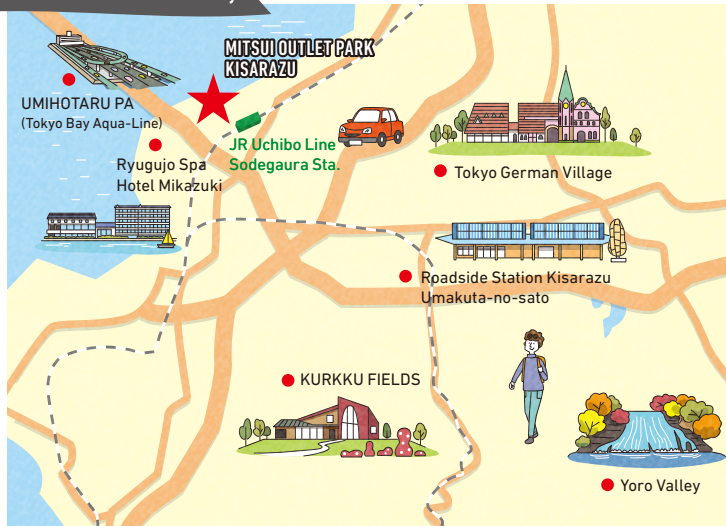 MITSUI OUTLET PARK
KISARAZU
UMIHOTARU PA
(Tokyo Bay Aqua-Line)
JR Uchibo Line
Sodegaura Sta.
Ryugujo Spa
Hotel Mikazuki
Tokyo German Village
Roadside Station Kisarazu
Umakuta-no-sato
KURKKU FIELDS
Yoro Valley